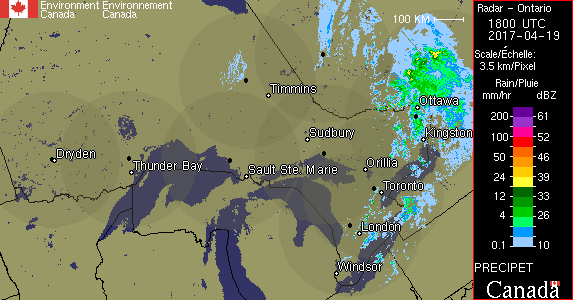 Environment Environnement
Canada Canada
100 KM
Timmins
Ottawa
Sudbury
Kingston
Dryden
Thunder Bay
Sault Ste. Marie
Orillia
Toronto
London
Windsor
Radar - Ontario
1800 UTC
2017-04-19
Scale/Échelle:
3.5 km/Pixel
Rain/Pluie
mm/hr dBZ
200 61
100 52
50 46
24 39
12 33
4 26
0.1 10
PRECIPET
Canada